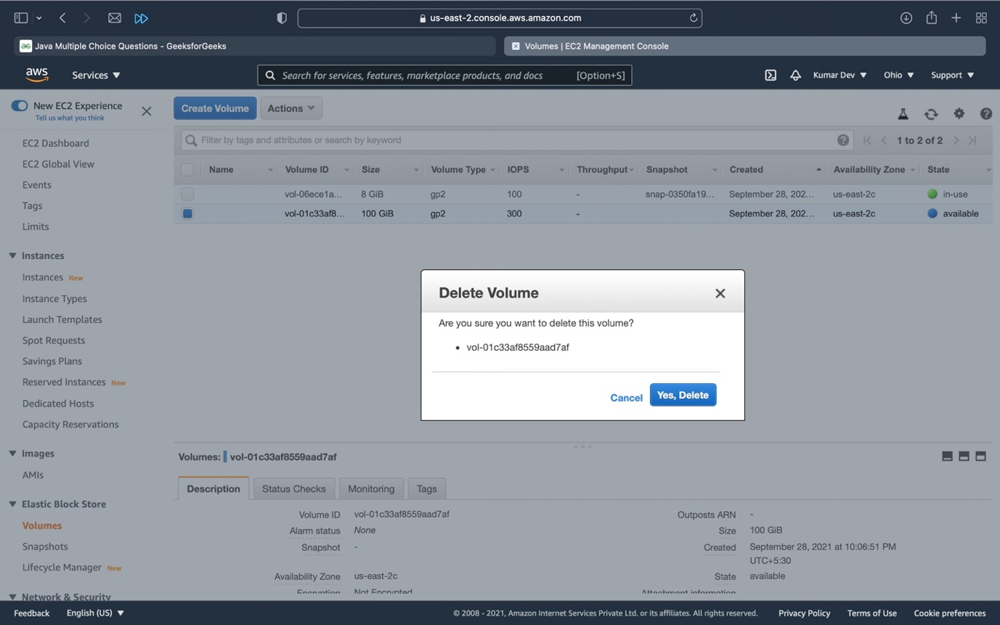 us-east-2.console.aws.amazon.com
Java Multiple Choice Questions - GeeksforGeeks
Volumes | EC2 Management Console
aws
Services
Search for services, features, marketplace products, and docs [Option+S]
Kumar Dev
Ohio
Support
New EC2 Experience
Tell us what you think
EC2 Dashboard
EC2 Global View
Events
Tags
Limits
Instances
Instances New
Instance Types
Launch Templates
Spot Requests
Savings Plans
Reserved Instances New
Dedicated Hosts
Capacity Reservations
Images
AMIs
Elastic Block Store
Volumes
Snapshots
Lifecycle Manager New
Network & Security
Create Volume
Actions
Filter by tags and attributes or search by keyword
1 to 2 of 2
Name Volume ID Size Volume Type IOPS Throughput Snapshot Created Availability Zone State
vol-06ece1a... 8 GiB gp2 100 - snap-0350fa19... September 28, 202... us-east-2c in-use
vol-01c33af8... 100 GiB gp2 300 - September 28, 202... us-east-2c available
Delete Volume
Are you sure you want to delete this volume?
• vol-01c33af8559aad7af
Cancel
Yes, Delete
Volumes: vol-01c33af8559aad7af
Description
Status Checks
Monitoring
Tags
Volume ID vol-01c33af8559aad7af
Alarm status None
Snapshot -
Availability Zone us-east-2c
Encryption Not Encrypted
Outposts ARN -
Size 100 GiB
Created September 28, 2021 at 10:06:51 PM
UTC+5:30
State available
Attachment information
Feedback
English (US)
© 2008 - 2021, Amazon Internet Services Private Ltd. or its affiliates. All rights reserved.
Privacy Policy
Terms of Use
Cookie preferences